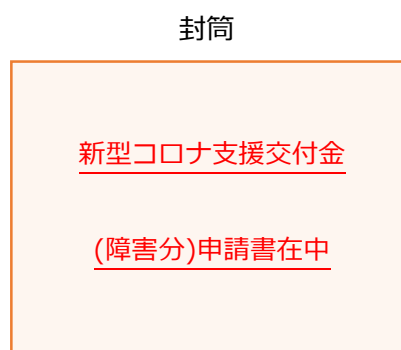 封筒
新型コロナ支援交付金
(障害分)申請書在中